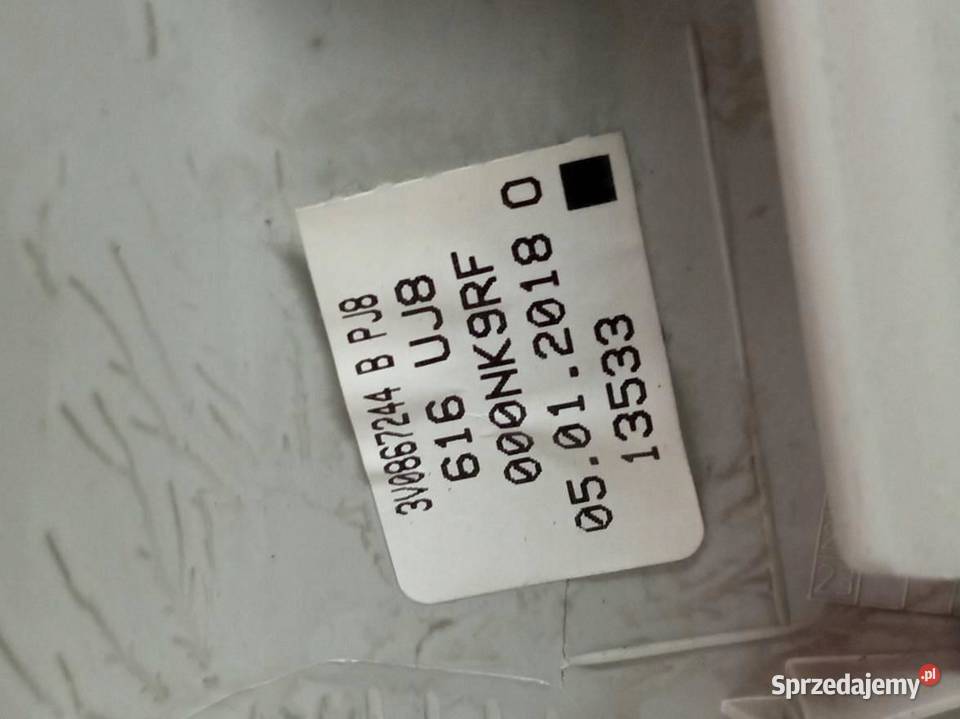 3V0867244 B PJ8
616 UJ8
000NK9RF
05.01.2018 0
13533
Sprzedajemy.pl